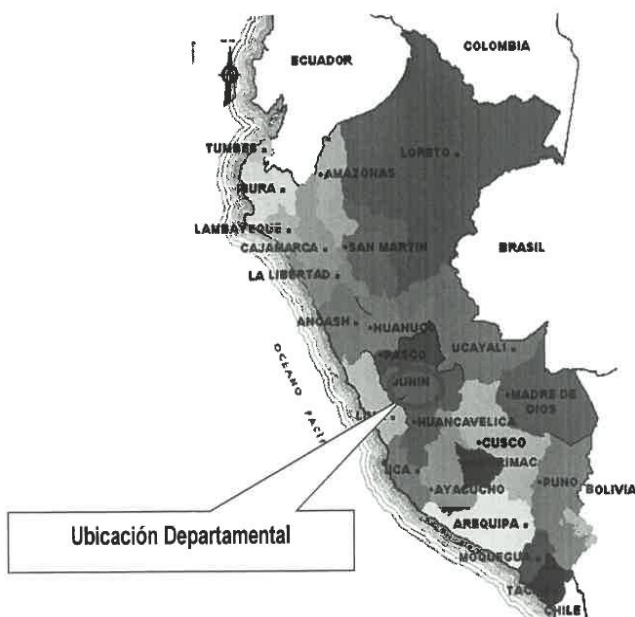 COLOMBIA
ECUADOR
TUMBES
LORETO
AMAZONAS
LAMBAYEQUE
CAJAMARCA
SAN MARTIN
BRASIL
LA LIBERTAD
ANCASH
HUANUCO
PASCO
UCAYALI
JUNIN
MADRE DE
DIOS
OCEANO
HUANCAVELICA
CUSCO
ICA
AYACUCHO
PUNO
BOLIVIA
Ubicación Departamental
AREQUIPA
MOQUEGUA
CHILE